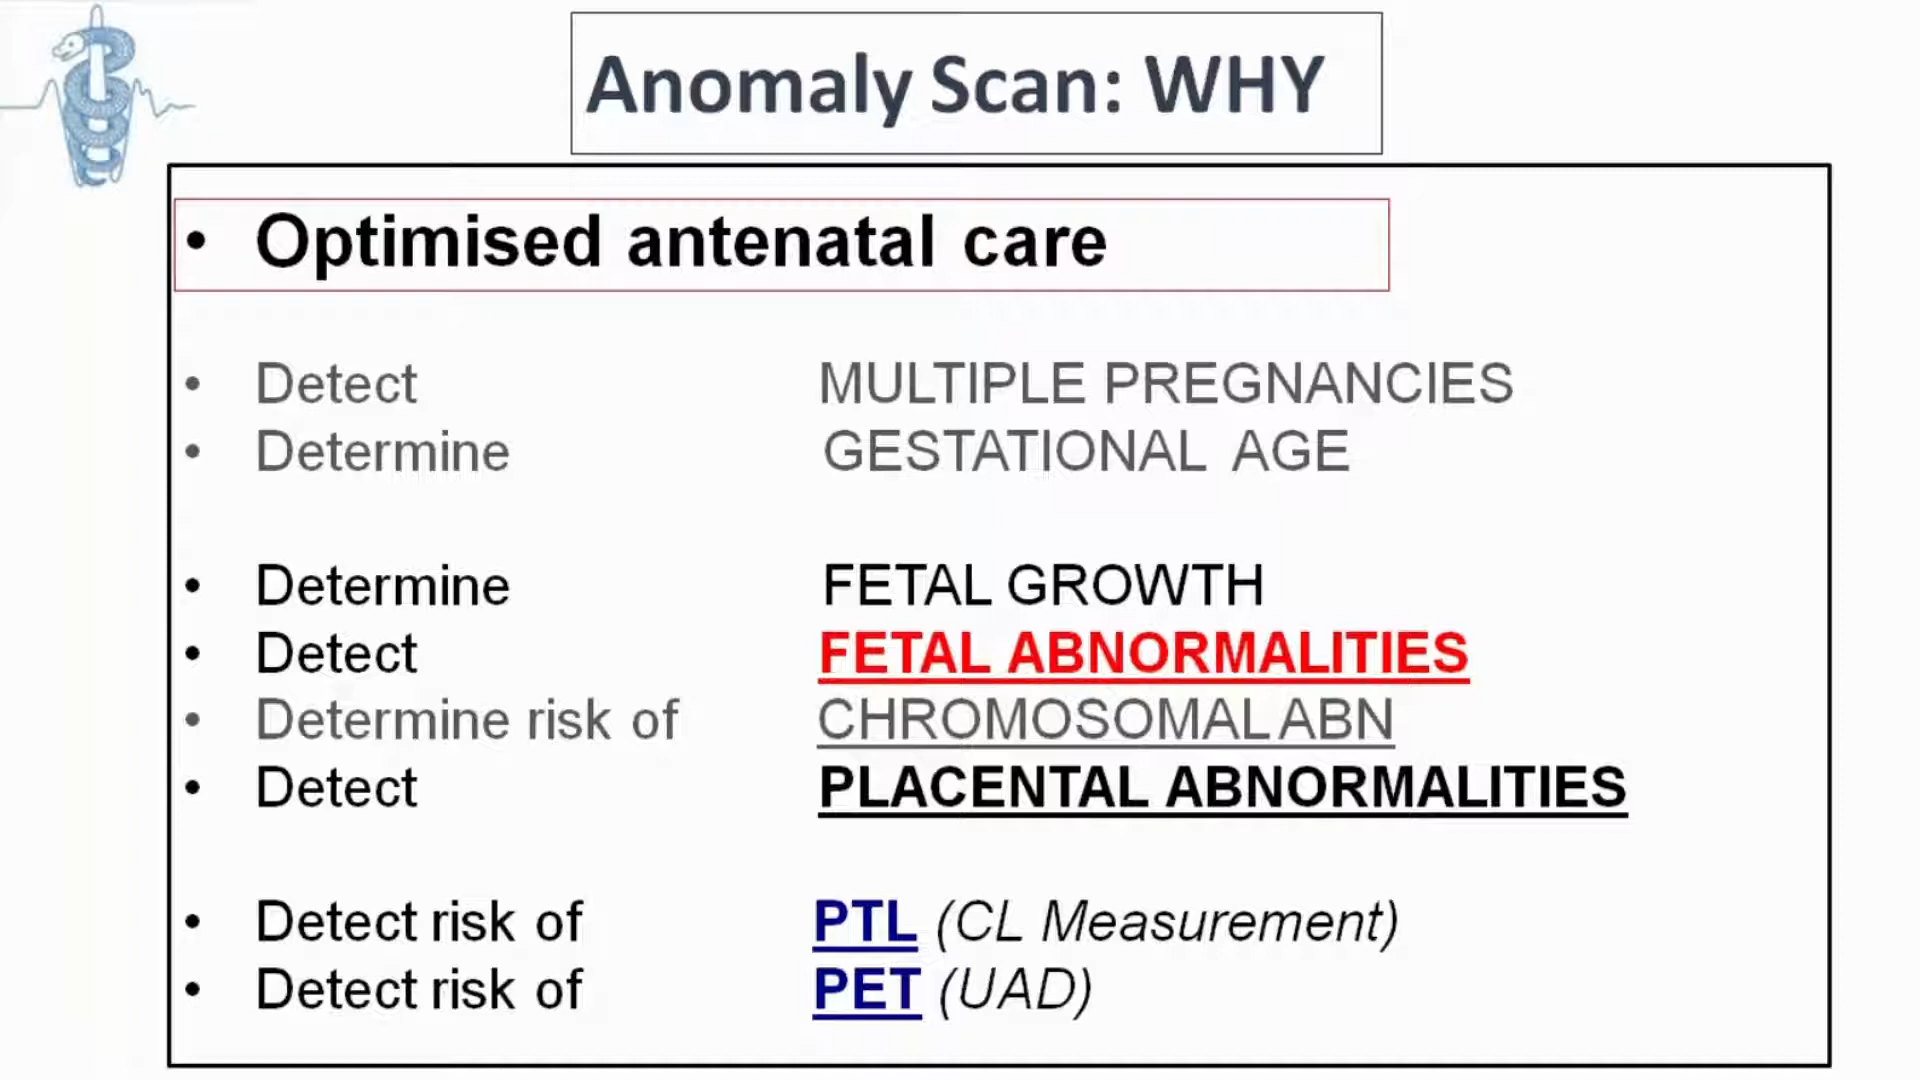 Anomaly Scan: WHY
• Optimised antenatal care
• Detect MULTIPLE PREGNANCIES
• Determine GESTATIONAL AGE
• Determine FETAL GROWTH
• Detect FETAL ABNORMALITIES
• Determine risk of CHROMOSOMAL ABN
• Detect PLACENTAL ABNORMALITIES
• Detect risk of PTL (CL Measurement)
• Detect risk of PET (UAD)